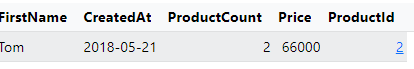 FirstName CreatedAt ProductCount Price ProductId
Tom 2018-05-21 2 66000 2